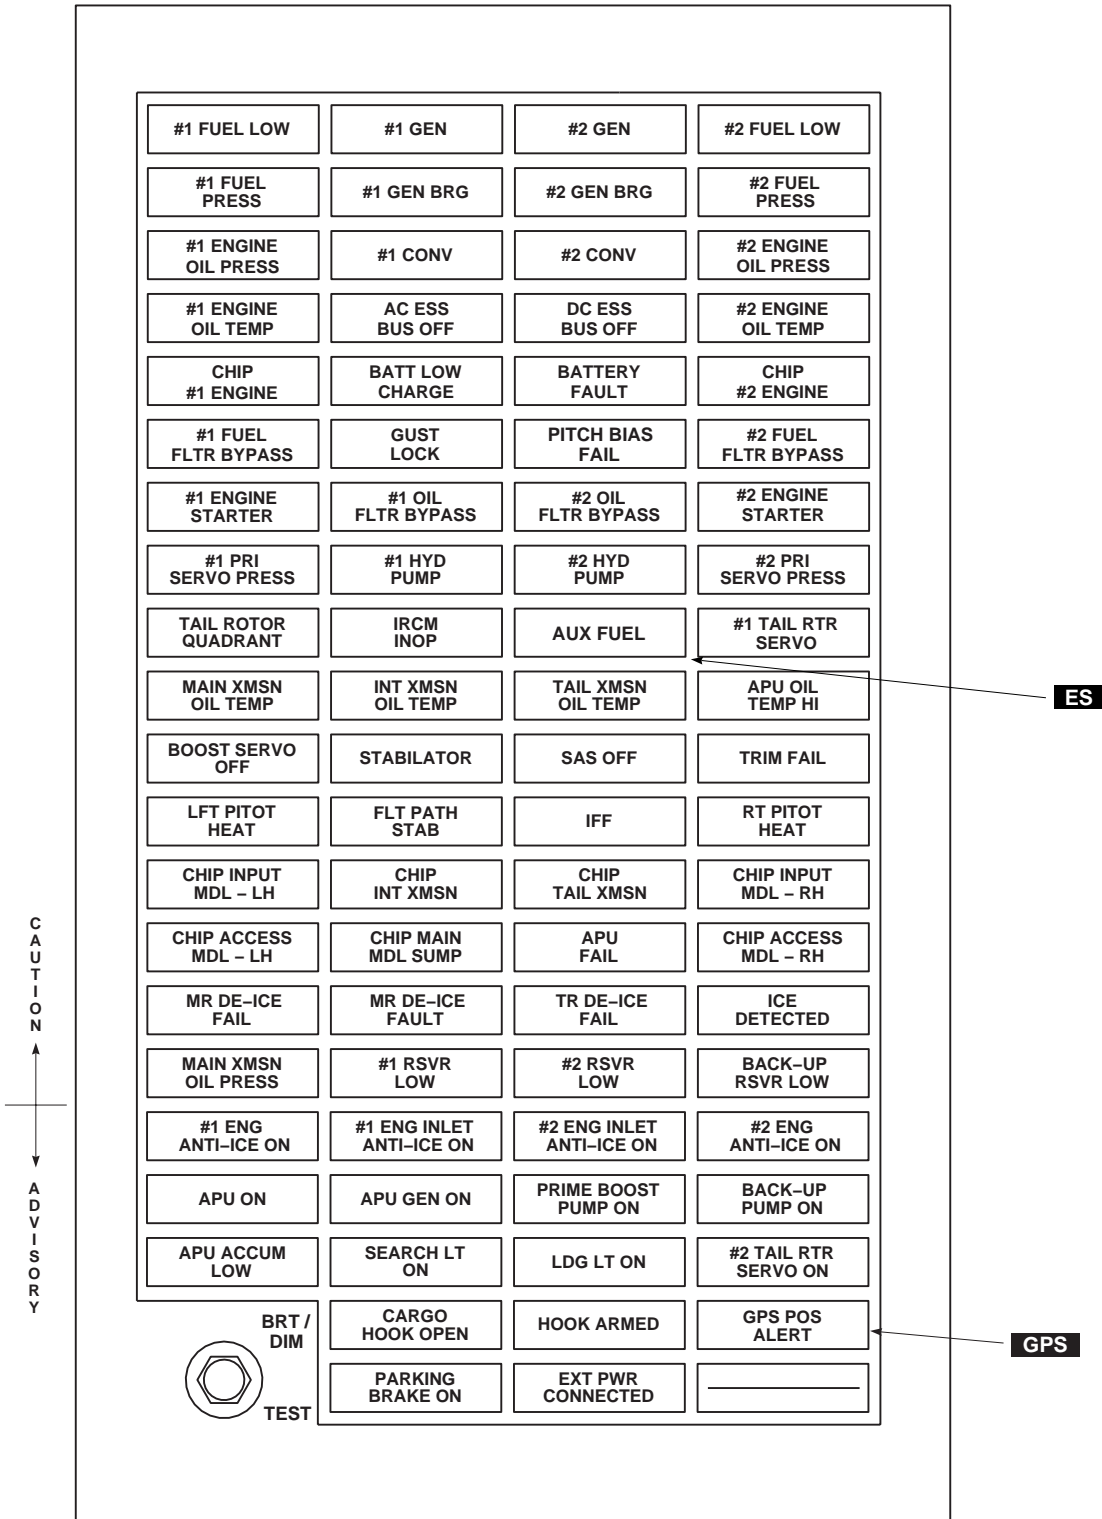 #1 FUEL LOW
#1 GEN
#2 GEN
#2 FUEL LOW
#1 FUEL
PRESS
#1 GEN BRG
#2 GEN BRG
#2 FUEL
PRESS
#1 ENGINE
OIL PRESS
#1 CONV
#2 CONV
#2 ENGINE
OIL PRESS
#1 ENGINE
OIL TEMP
AC ESS
BUS OFF
DC ESS
BUS OFF
#2 ENGINE
OIL TEMP
CHIP
#1 ENGINE
BATT LOW
CHARGE
BATTERY
FAULT
CHIP
#2 ENGINE
#1 FUEL
FLTR BYPASS
GUST
LOCK
PITCH BIAS
FAIL
#2 FUEL
FLTR BYPASS
#1 ENGINE
STARTER
#1 OIL
FLTR BYPASS
#2 OIL
FLTR BYPASS
#2 ENGINE
STARTER
#1 PRI
SERVO PRESS
#1 HYD
PUMP
#2 HYD
PUMP
#2 PRI
SERVO PRESS
TAIL ROTOR
QUADRANT
IRCM
INOP
AUX FUEL
#1 TAIL RTR
SERVO
ES
MAIN XMSN
OIL TEMP
INT XMSN
OIL TEMP
TAIL XMSN
OIL TEMP
APU OIL
TEMP HI
BOOST SERVO
OFF
STABILATOR
SAS OFF
TRIM FAIL
LFT PITOT
HEAT
FLT PATH
STAB
IFF
RT PITOT
HEAT
CHIP INPUT
MDL – LH
CHIP
INT XMSN
CHIP
TAIL XMSN
CHIP INPUT
MDL – RH
CAUTION
CHIP ACCESS
MDL – LH
CHIP MAIN
MDL SUMP
APU
FAIL
CHIP ACCESS
MDL – RH
MR DE–ICE
FAIL
MR DE–ICE
FAULT
TR DE–ICE
FAIL
ICE
DETECTED
MAIN XMSN
OIL PRESS
#1 RSVR
LOW
#2 RSVR
LOW
BACK–UP
RSVR LOW
#1 ENG
ANTI–ICE ON
#1 ENG INLET
ANTI–ICE ON
#2 ENG INLET
ANTI–ICE ON
#2 ENG
ANTI–ICE ON
ADVISORY
APU ON
APU GEN ON
PRIME BOOST
PUMP ON
BACK–UP
PUMP ON
APU ACCUM
LOW
SEARCH LT
ON
LDG LT ON
#2 TAIL RTR
SERVO ON
BRT /
DIM
CARGO
HOOK OPEN
HOOK ARMED
GPS POS
ALERT
GPS
TEST
PARKING
BRAKE ON
EXT PWR
CONNECTED